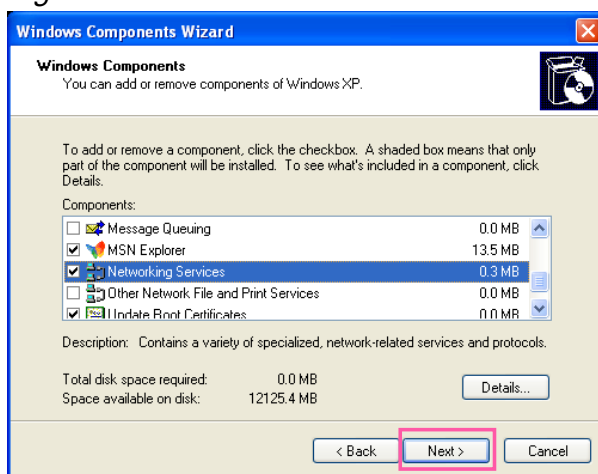 Windows Components Wizard
Windows Components
You can add or remove components of Windows XP.
To add or remove a component, click the checkbox. A shaded box means that only
part of the component will be installed. To see what's included in a component, click
Details.
Components:
Message Queuing 0.0 MB
MSN Explorer 13.5 MB
Networking Services 0.3 MB
Other Network File and Print Services 0.0 MB
Update Root Certificates 0.0 MB
Description: Contains a variety of specialized, network-related services and protocols.
Total disk space required: 0.0 MB
Details...
Space available on disk: 12125.4 MB
< Back Next > Cancel